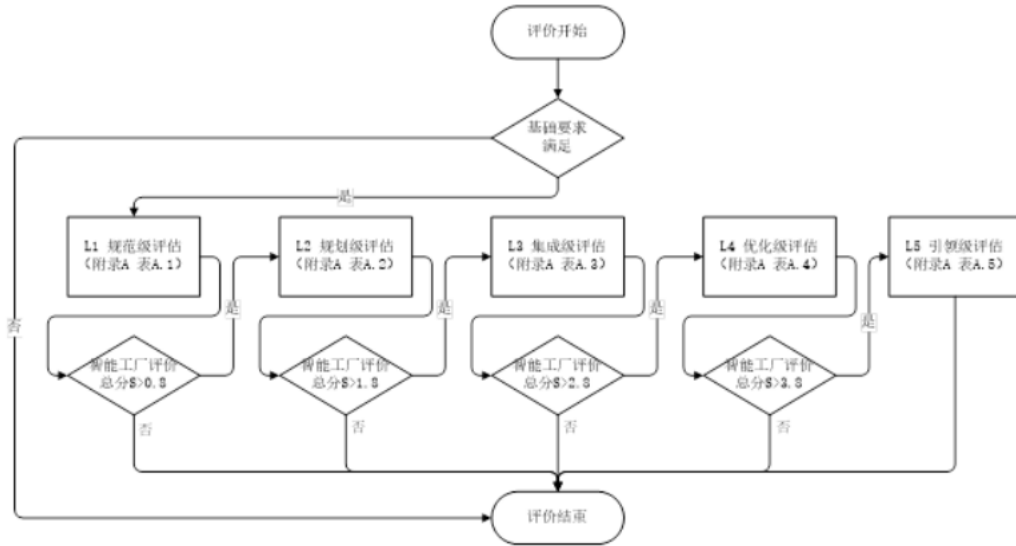 评价开始
基础要求
满足
是
L1 规范级评估
（附录A 表A.1）
L2 规划级评估
（附录A 表A.2）
L3 集成级评估
（附录A 表A.3）
L4 优化级评估
（附录A 表A.4）
L5 引领级评估
（附录A 表A.5）
否
是
是
是
是
智能工厂评价
总分S>0.8
智能工厂评价
总分S>1.8
智能工厂评价
总分S>2.8
智能工厂评价
总分S>3.8
否
否
否
否
评价结束